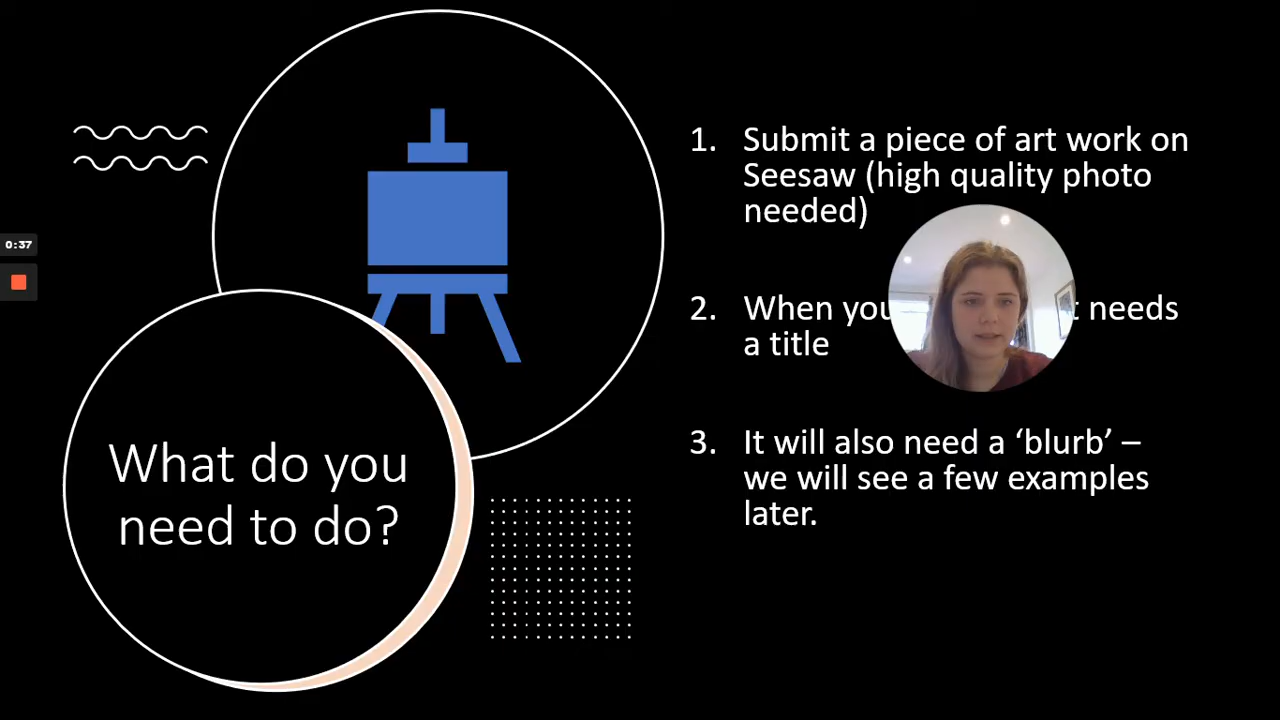 0:37
What do you
need to do?
1. Submit a piece of art work on
Seesaw (high quality photo
needed)
2. When you needs
a title
3. It will also need a ‘blurb’ –
we will see a few examples
later.